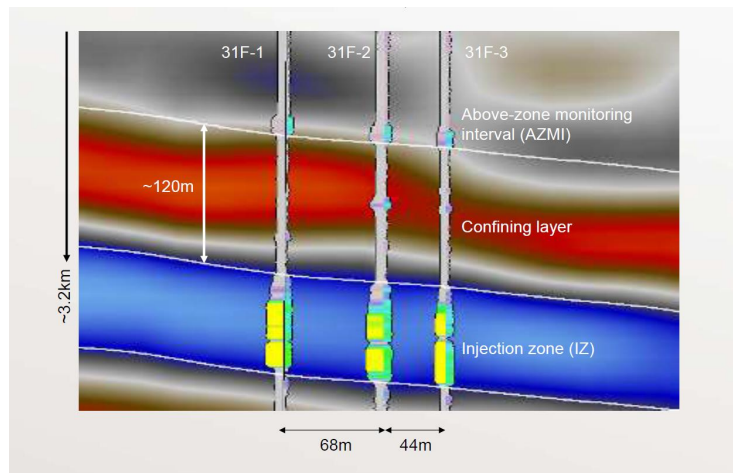 31F-1
31F-2
31F-3
Above-zone monitoring
interval (AZMI)
~120m
Confining layer
~3.2km
Injection zone (IZ)
68m
44m